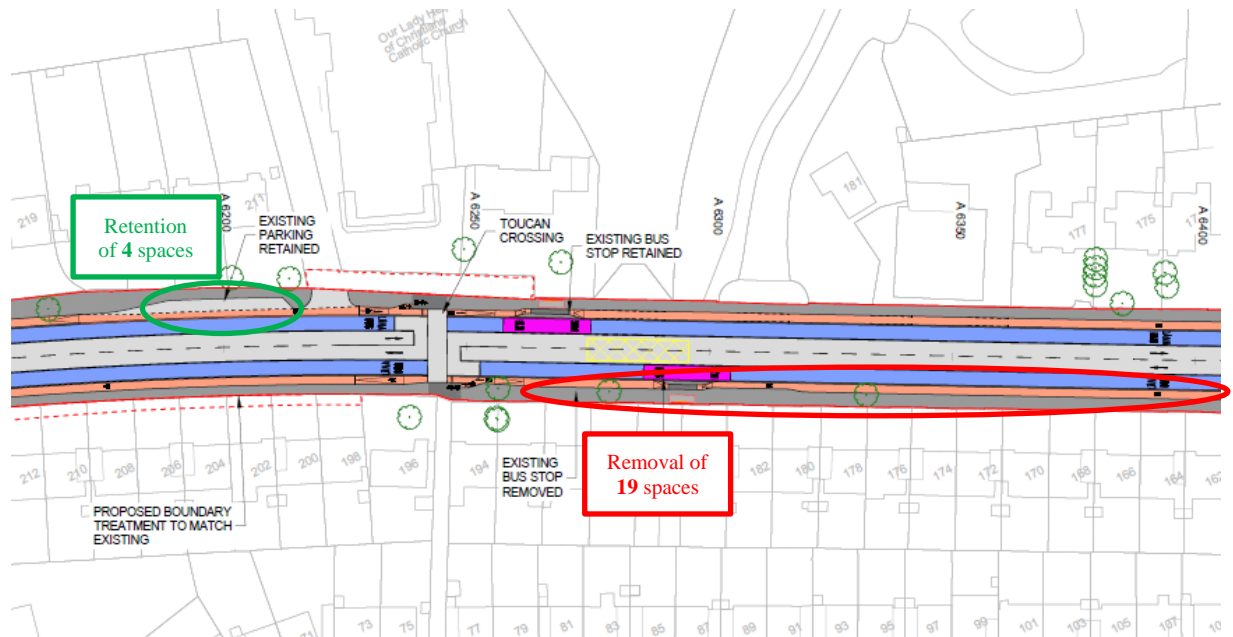 Our Lady Help
of Christians
Catholic Church
219
211
A 6200
A 6250
A 6300
A 6350
A 6400
181
177
175
Retention
of 4 spaces
EXISTING
PARKING
RETAINED
TOUCAN
CROSSING
EXISTING BUS
STOP RETAINED
212
210
208
206
204
202
200
198
196
194
EXISTING
BUS STOP
REMOVED
Removal of
19 spaces
182
180
178
176
174
172
170
168
166
164
162
PROPOSED BOUNDARY
TREATMENT TO MATCH
EXISTING
71
73
75
77
79
81
83
85
87
89
91
93
95
97
99
101
103
105
107